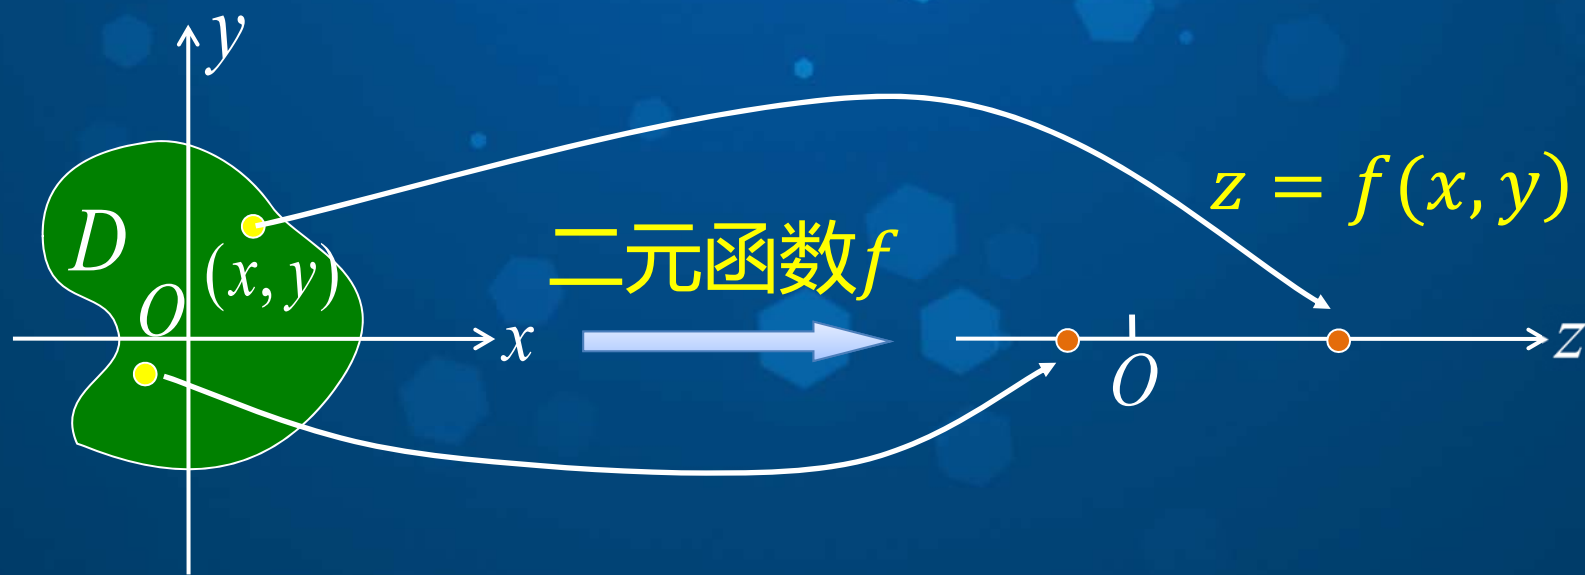 y
z = f(x, y)
D
二元函数f
(x, y)
O
x
z
O